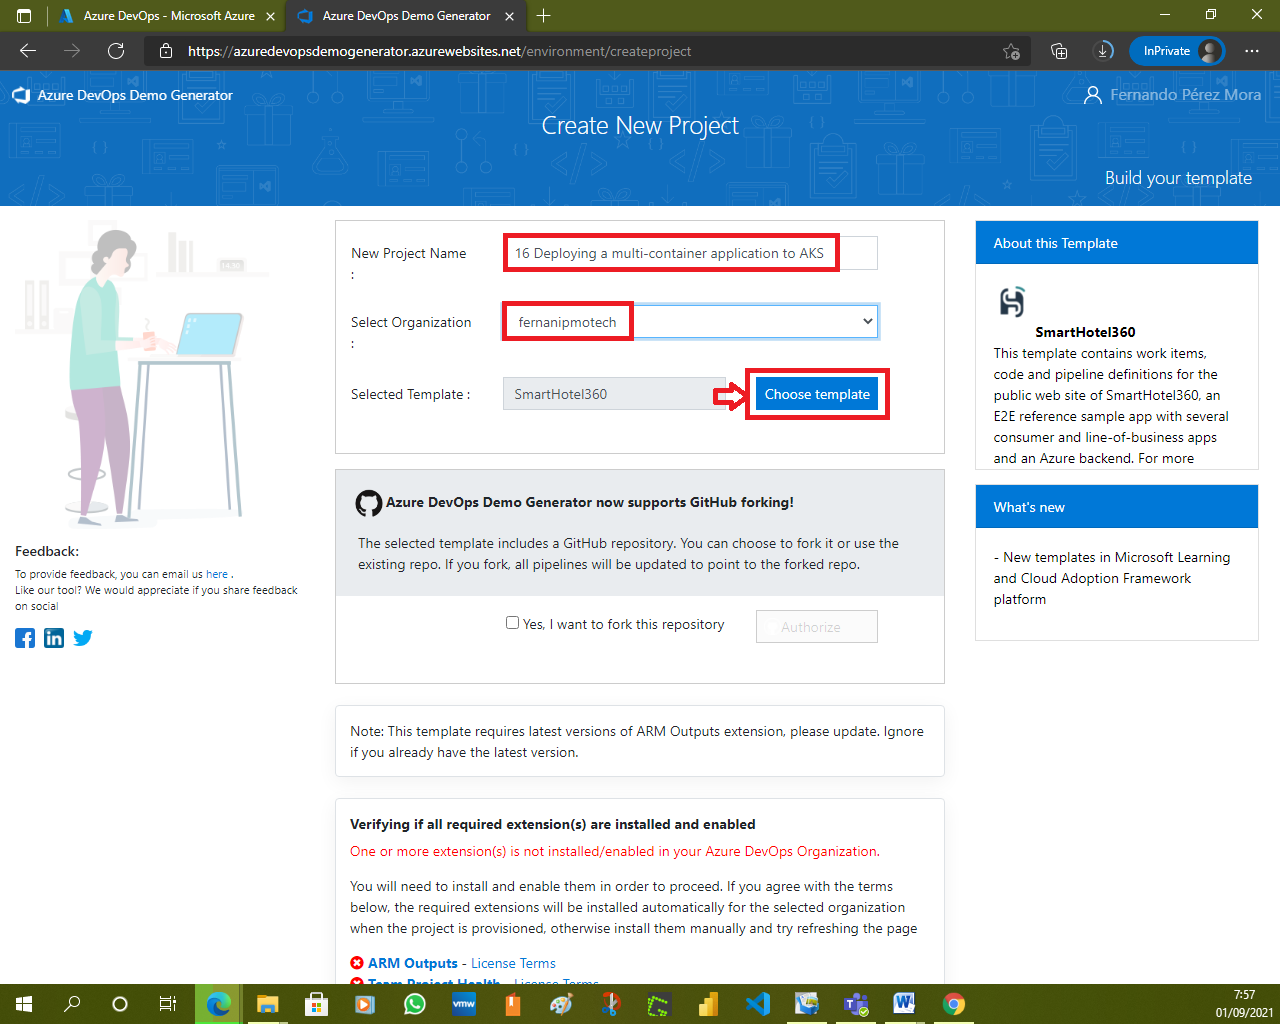 Azure DevOps - Microsoft Azure
Azure DevOps Demo Generator
https://azuredevopsdemogenerator.azurewebsites.net/environment/createproject
InPrivate
Azure DevOps Demo Generator
Fernando Pérez Mora
Create New Project
Build your template
New Project Name
:
16 Deploying a multi-container application to AKS
Select Organization
:
fernanipmotech
Selected Template :
SmartHotel360
Choose template
Azure DevOps Demo Generator now supports GitHub forking!
The selected template includes a GitHub repository. You can choose to fork it or use the
existing repo. If you fork, all pipelines will be updated to point to the forked repo.
Yes, I want to fork this repository
Authorize
Note: This template requires latest versions of ARM Outputs extension, please update. Ignore
if you already have the latest version.
Verifying if all required extension(s) are installed and enabled
One or more extension(s) is not installed/enabled in your Azure DevOps Organization.
You will need to install and enable them in order to proceed. If you agree with the terms
below, the required extensions will be installed automatically for the selected organization
when the project is provisioned, otherwise install them manually and try refreshing the page
ARM Outputs - License Terms
Team Project Health - License Terms
About this Template
SmartHotel360
This template contains work items,
code and pipeline definitions for the
public web site of SmartHotel360, an
E2E reference sample app with several
consumer and line-of-business apps
and an Azure backend. For more
What's new
- New templates in Microsoft Learning
and Cloud Adoption Framework
platform
Feedback:
To provide feedback, you can email us here .
Like our tool? We would appreciate if you share feedback
on social
vmw
7:57
01/09/2021